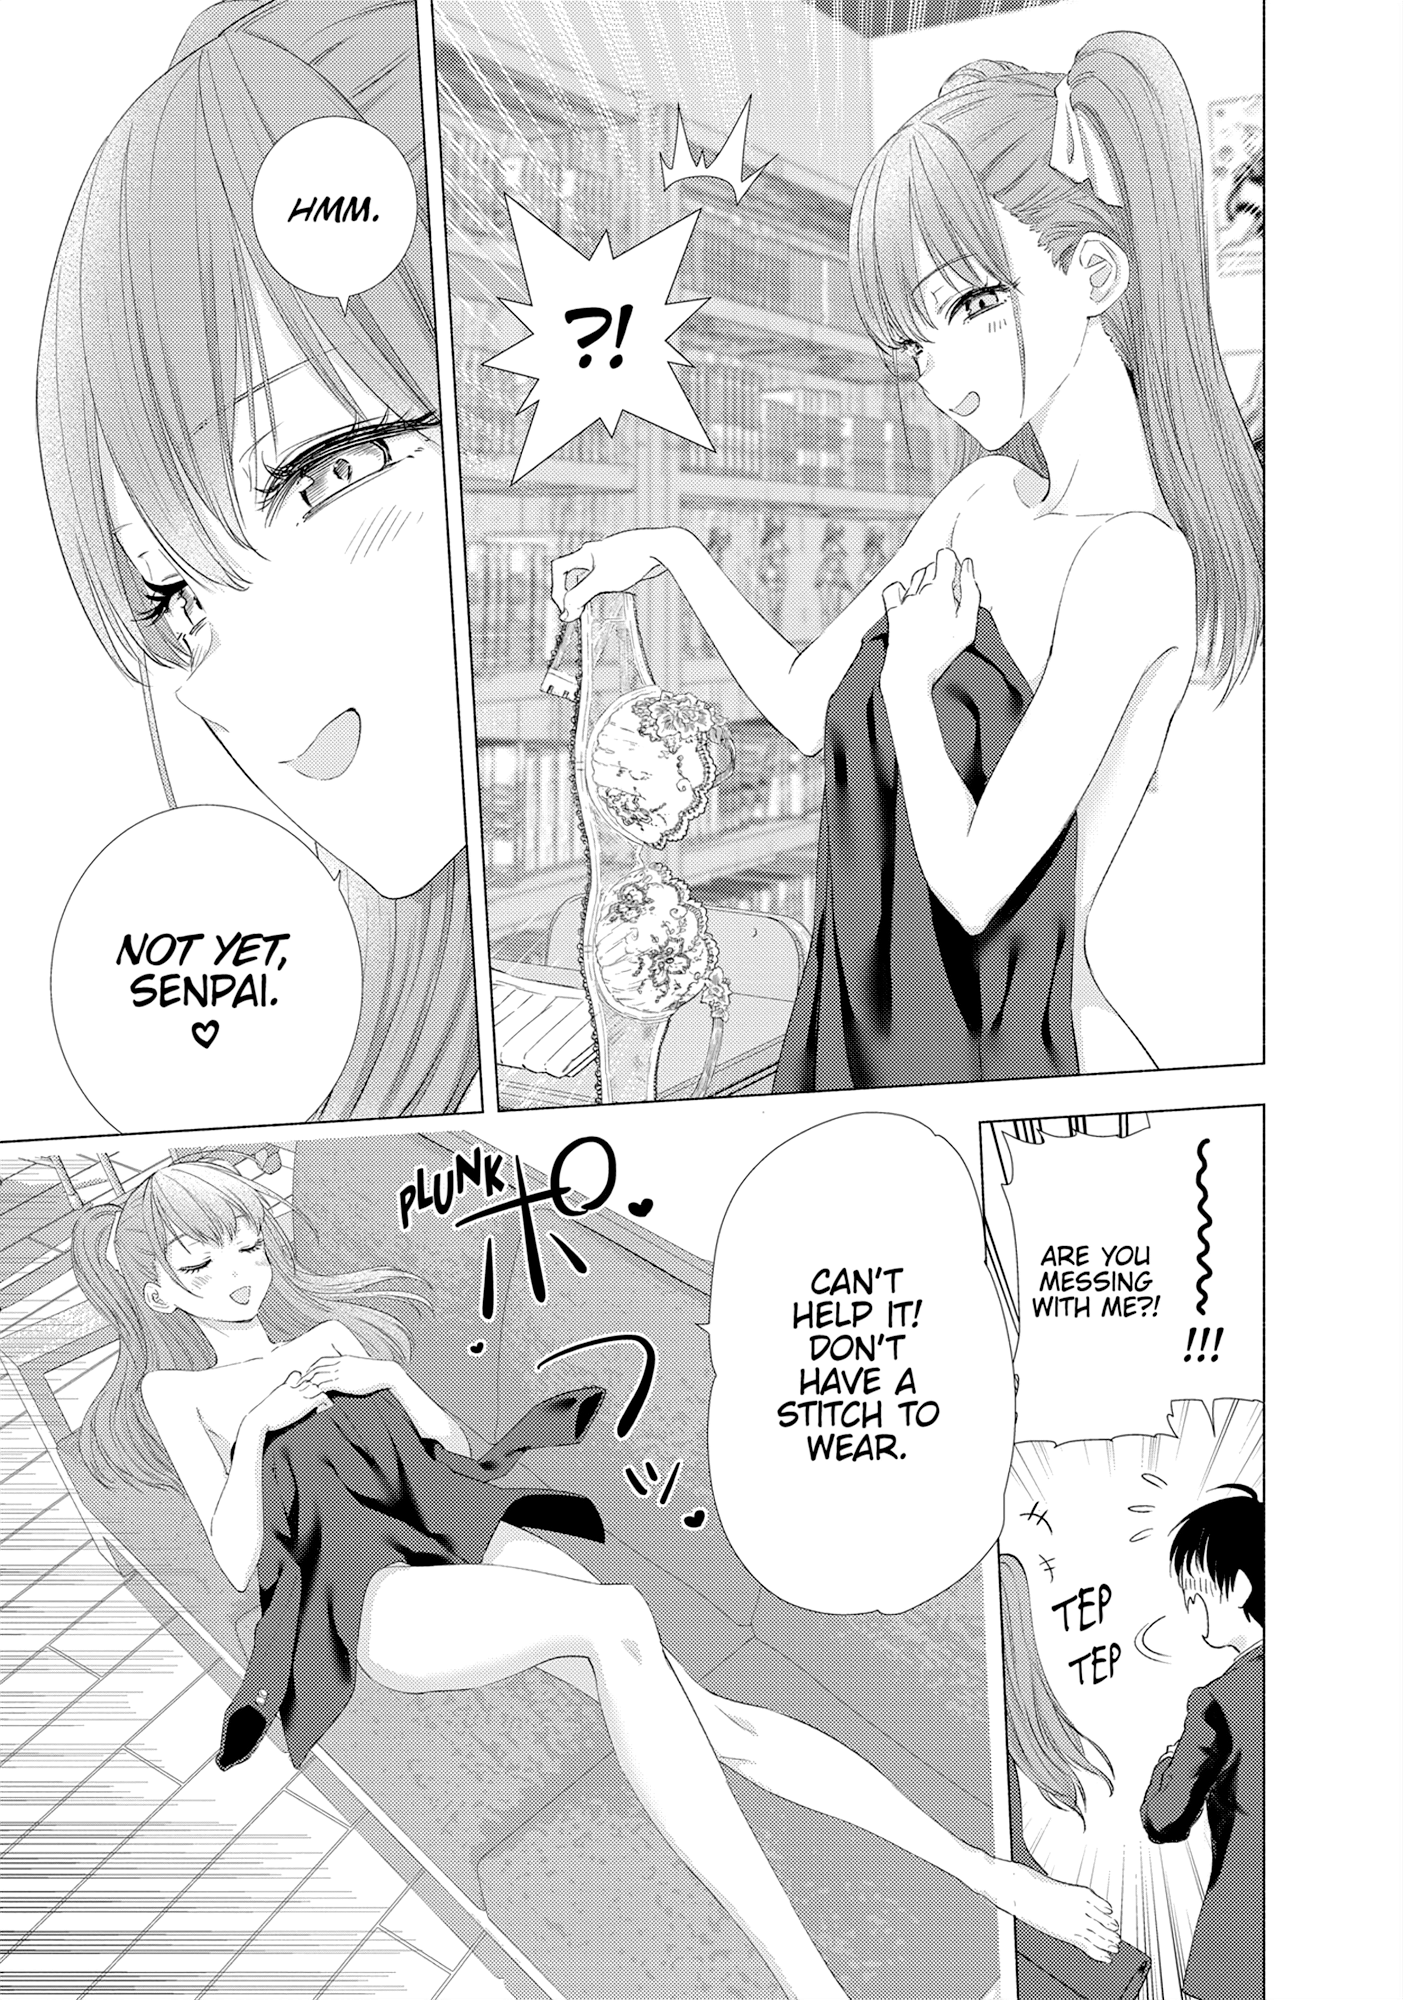 ?!
HMM.
NOT YET,
SENPAI.
♥
!!!
ARE YOU
MESSING
WITH ME?!
TEP
TEP
CAN'T
HELP IT!
DON'T
HAVE A
STITCH TO
WEAR.
PLUNK
ホ
フ
ッ